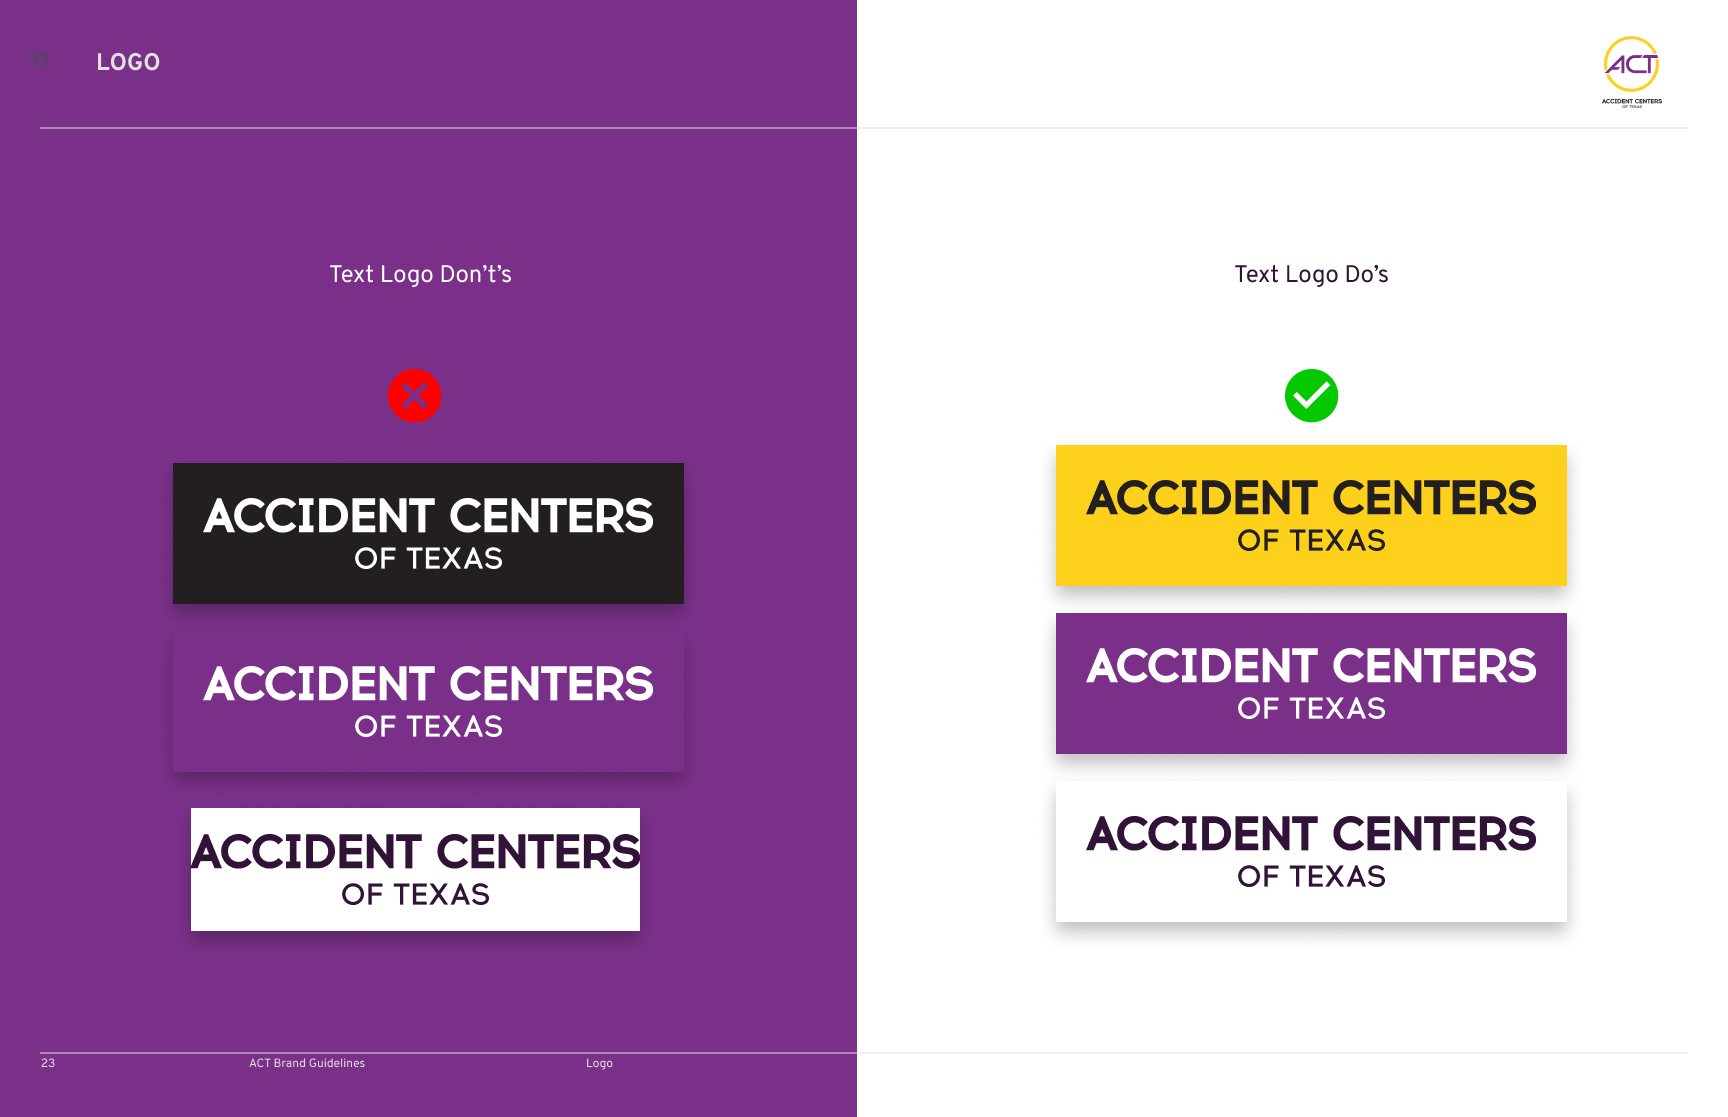 33
LOGO
ACT
ACCIDENT CENTERS
OF TEXAS
Text Logo Don’t’s
ACCIDENT CENTERS
OF TEXAS
ACCIDENT CENTERS
OF TEXAS
ACCIDENT CENTERS
OF TEXAS
Text Logo Do’s
ACCIDENT CENTERS
OF TEXAS
ACCIDENT CENTERS
OF TEXAS
ACCIDENT CENTERS
OF TEXAS
23 ACT Brand Guidelines Logo